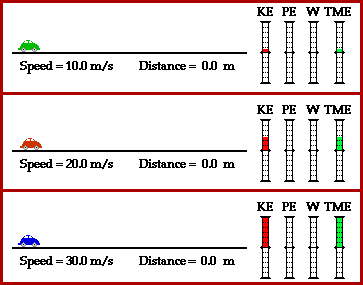 KE PE W TME
Speed = 10.0 m/s Distance = 0.0 m
KE PE W TME
Speed = 20.0 m/s Distance = 0.0 m
KE PE W TME
Speed = 30.0 m/s Distance = 0.0 m